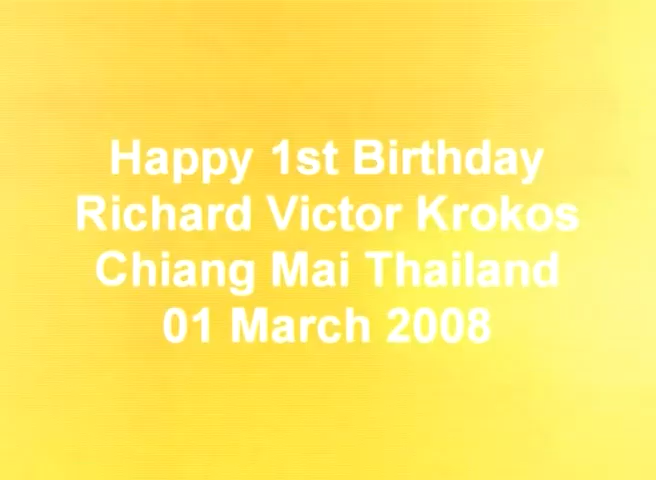 Happy 1st Birthday
Richard Victor Krokos
Chiang Mai Thailand
01 March 2008